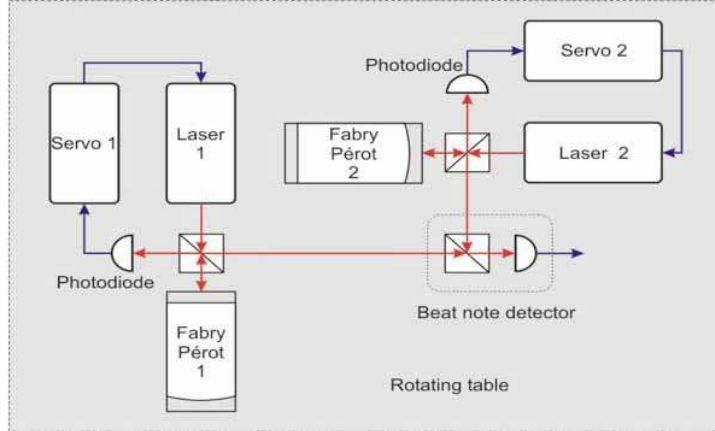 Servo 1
Laser
1
Photodiode
Fabry
Pérot
1
Photodiode
Servo 2
Fabry
Pérot
2
Laser 2
Beat note detector
Rotating table